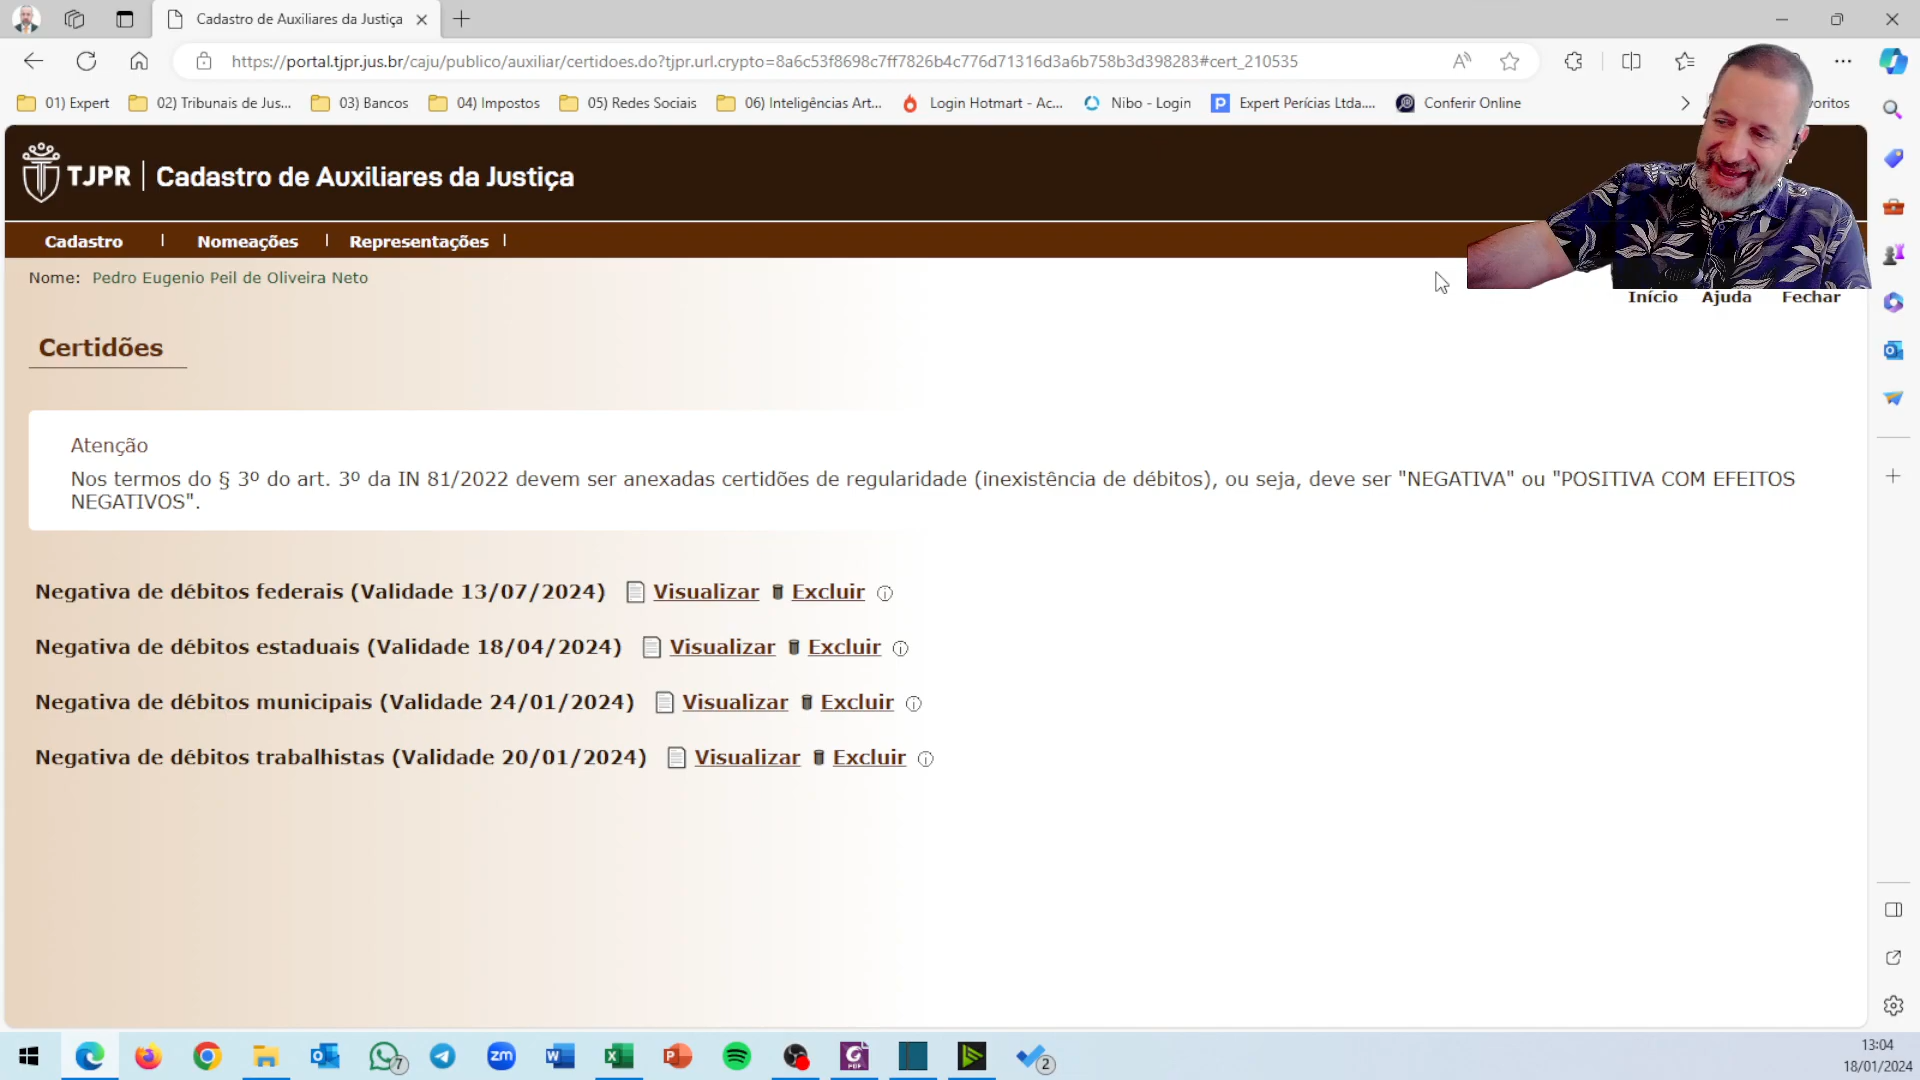 Cadastro de Auxiliares da Justiça
https://portal.tjpr.jus.br/caju/publico/auxiliar/certidoes.do?tjpr.url.crypto=8a6c53f8698c7ff7826b4c776d71316d3a6b758b3d398283#cert_210535
01) Expert 02) Tribunais de Jus... 03) Bancos 04) Impostos 05) Redes Sociais 06) Inteligências Art... Login Hotmart - Ac... Nibo - Login Expert Perícias Ltda.... Conferir Online
TJPR | Cadastro de Auxiliares da Justiça
Cadastro | Nomeações | Representações |
Nome: Pedro Eugenio Peil de Oliveira Neto
Início Ajuda Fechar
Certidões
Atenção
Nos termos do § 3º do art. 3º da IN 81/2022 devem ser anexadas certidões de regularidade (inexistência de débitos), ou seja, deve ser "NEGATIVA" ou "POSITIVA COM EFEITOS
NEGATIVOS".
Negativa de débitos federais (Validade 13/07/2024) Visualizar Excluir
Negativa de débitos estaduais (Validade 18/04/2024) Visualizar Excluir
Negativa de débitos municipais (Validade 24/01/2024) Visualizar Excluir
Negativa de débitos trabalhistas (Validade 20/01/2024) Visualizar Excluir
7
zm
2
13:04
18/01/2024